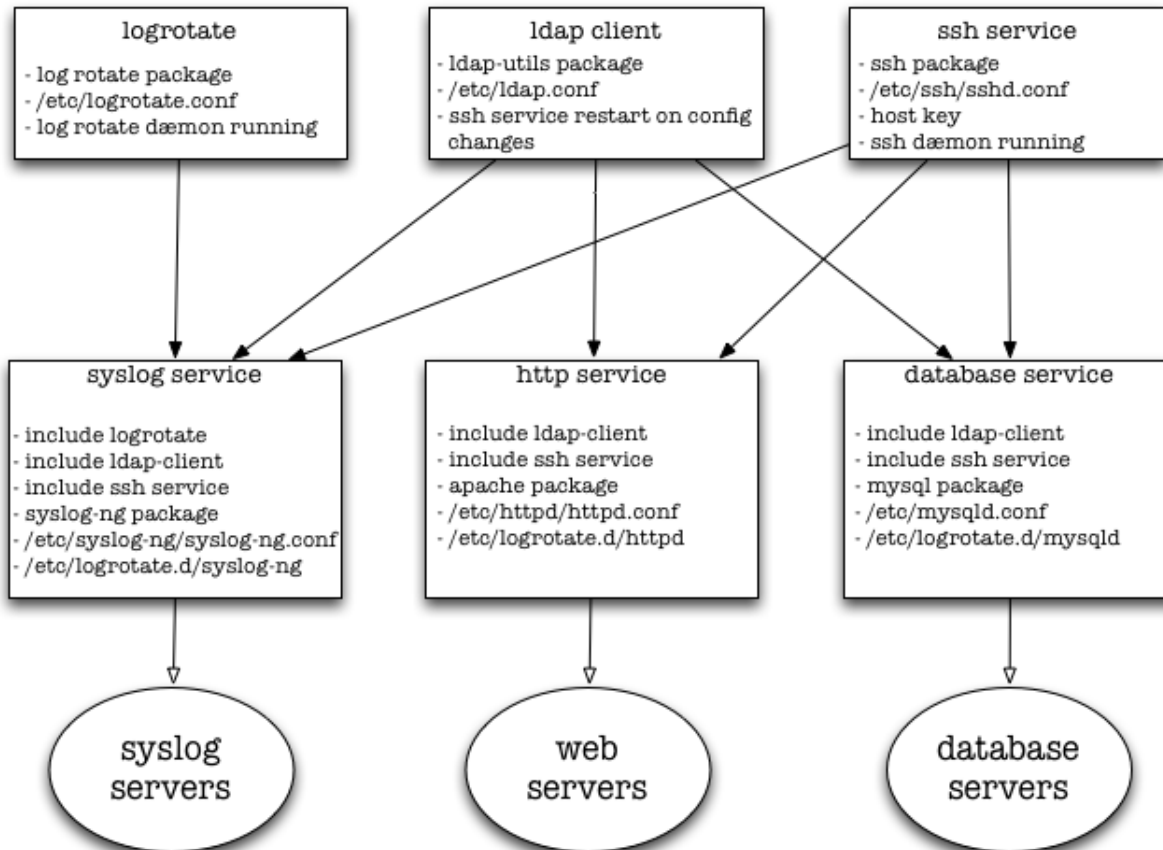 logrotate
- log rotate package
- /etc/logrotate.conf
- log rotate dæmon running
ldap client
- ldap-utils package
- /etc/ldap.conf
- ssh service restart on config
changes
ssh service
- ssh package
- /etc/ssh/sshd.conf
- host key
- ssh dæmon running
syslog service
- include logrotate
- include ldap-client
- include ssh service
- syslog-ng package
- /etc/syslog-ng/syslog-ng.conf
- /etc/logrotate.d/syslog-ng
http service
- include ldap-client
- include ssh service
- apache package
- /etc/httpd/httpd.conf
- /etc/logrotate.d/httpd
database service
- include ldap-client
- include ssh service
- mysql package
- /etc/mysqld.conf
- /etc/logrotate.d/mysqld
syslog
servers
web
servers
database
servers